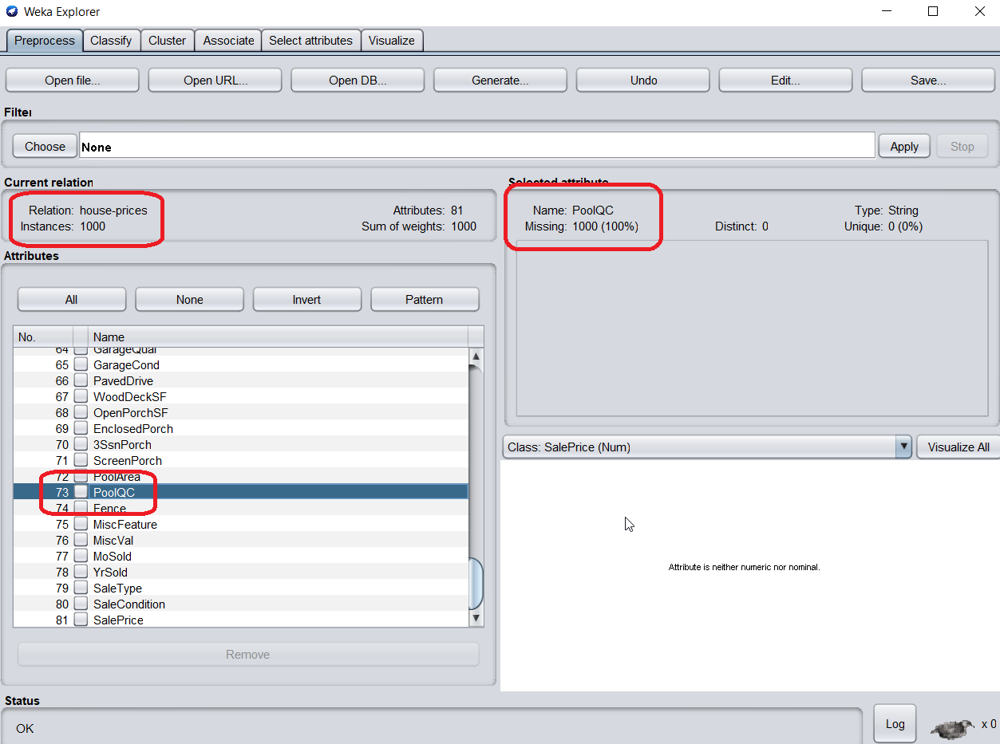 Weka Explorer
Preprocess Classify Cluster Associate Select attributes Visualize
Open file... Open URL... Open DB... Generate... Undo Edit... Save...
Filter
Choose None Apply Stop
Current relation
Relation: house-prices Attributes: 81
Instances: 1000 Sum of weights: 1000
Selected attribute
Name: PoolQC Type: String
Missing: 1000 (100%) Distinct: 0 Unique: 0 (0%)
Attributes
All None Invert Pattern
No. Name
64 GarageQual
65 GarageCond
66 PavedDrive
67 WoodDeckSF
68 OpenPorchSF
69 EnclosedPorch
70 3SsnPorch
71 ScreenPorch
72 PoolArea
73 PoolQC
74 Fence
75 MiscFeature
76 MiscVal
77 MoSold
78 YrSold
79 SaleType
80 SaleCondition
81 SalePrice
Remove
Class: SalePrice (Num) Visualize All
Attribute is neither numeric nor nominal.
Status
OK
Log x 0